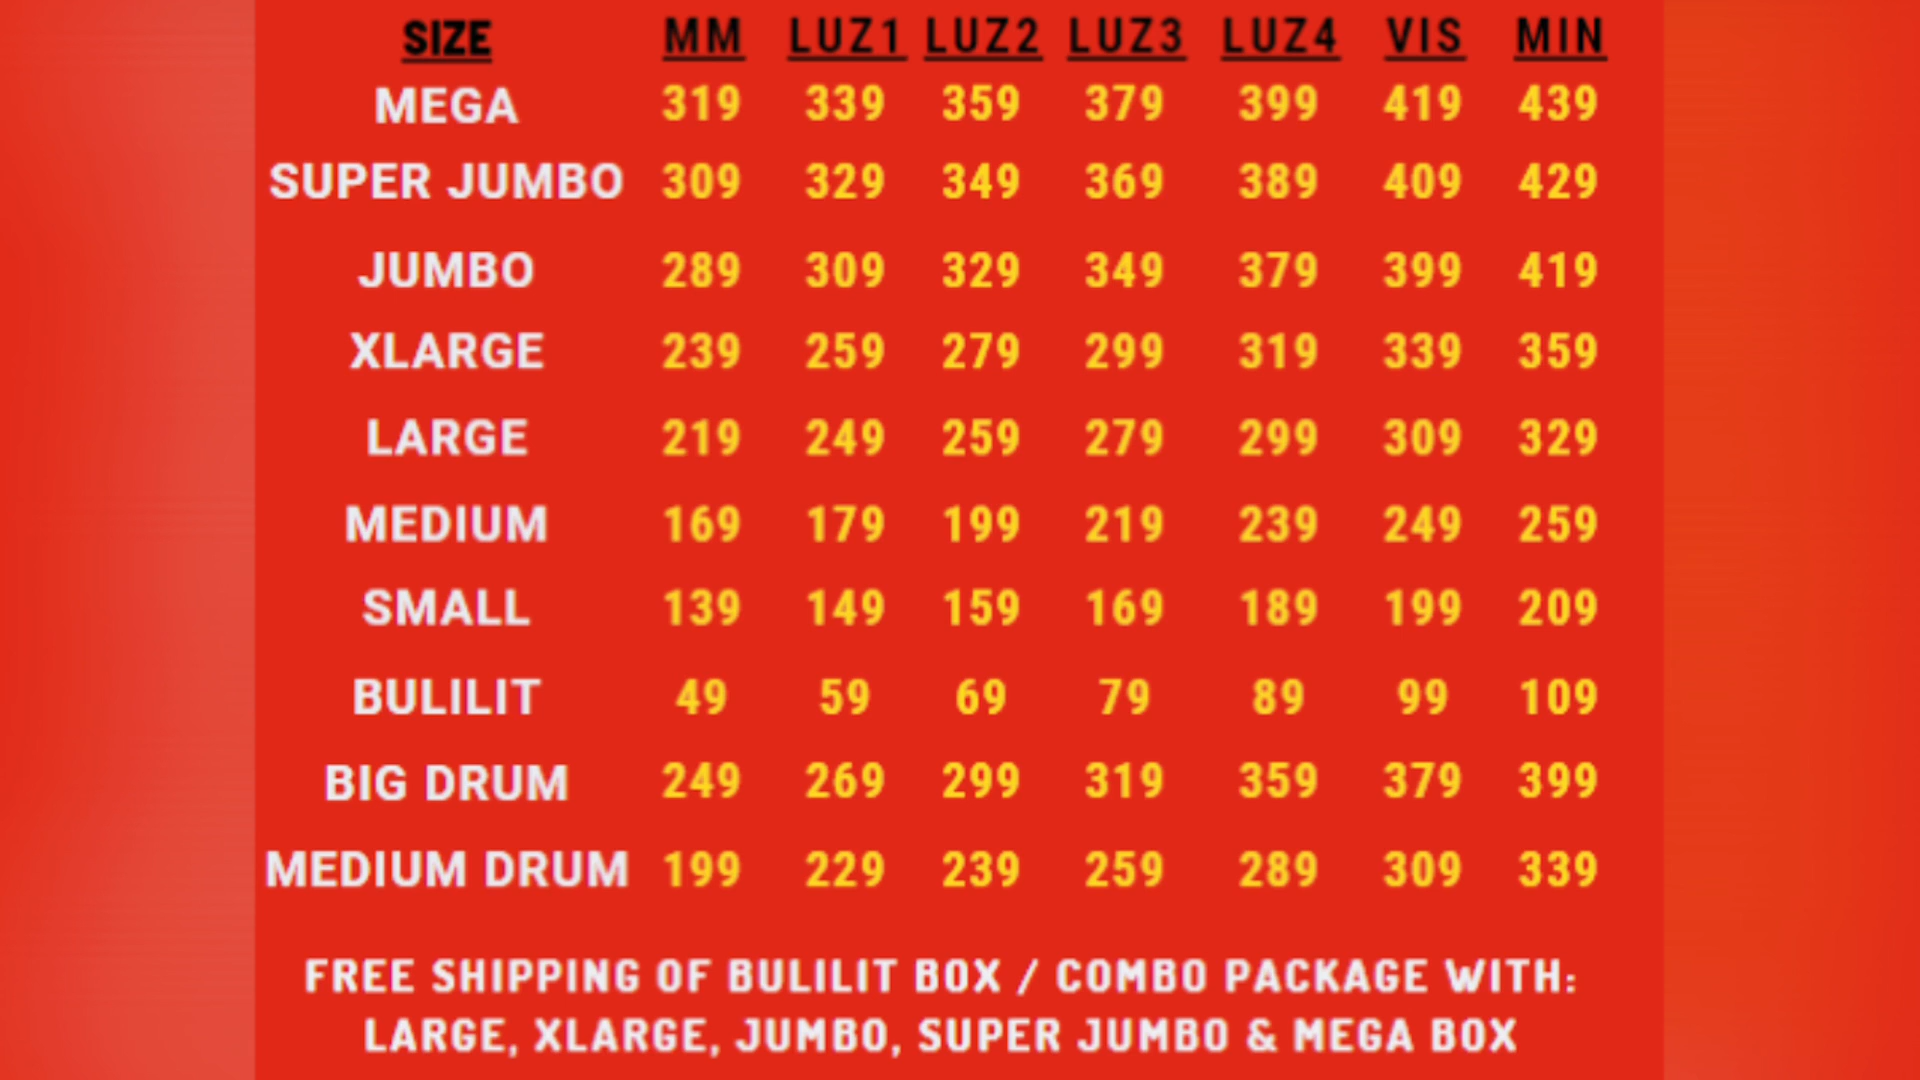 SIZE MM LUZ1 LUZ2 LUZ3 LUZ4 VIS MIN
MEGA 319 339 359 379 399 419 439
SUPER JUMBO 309 329 349 369 389 409 429
JUMBO 289 309 329 349 379 399 419
XLARGE 239 259 279 299 319 339 359
LARGE 219 249 259 279 299 309 329
MEDIUM 169 179 199 219 239 249 259
SMALL 139 149 159 169 189 199 209
BULILIT 49 59 69 79 89 99 109
BIG DRUM 249 269 299 319 359 379 399
MEDIUM DRUM 199 229 239 259 289 309 339
FREE SHIPPING OF BULILIT BOX / COMBO PACKAGE WITH:
LARGE, XLARGE, JUMBO, SUPER JUMBO & MEGA BOX